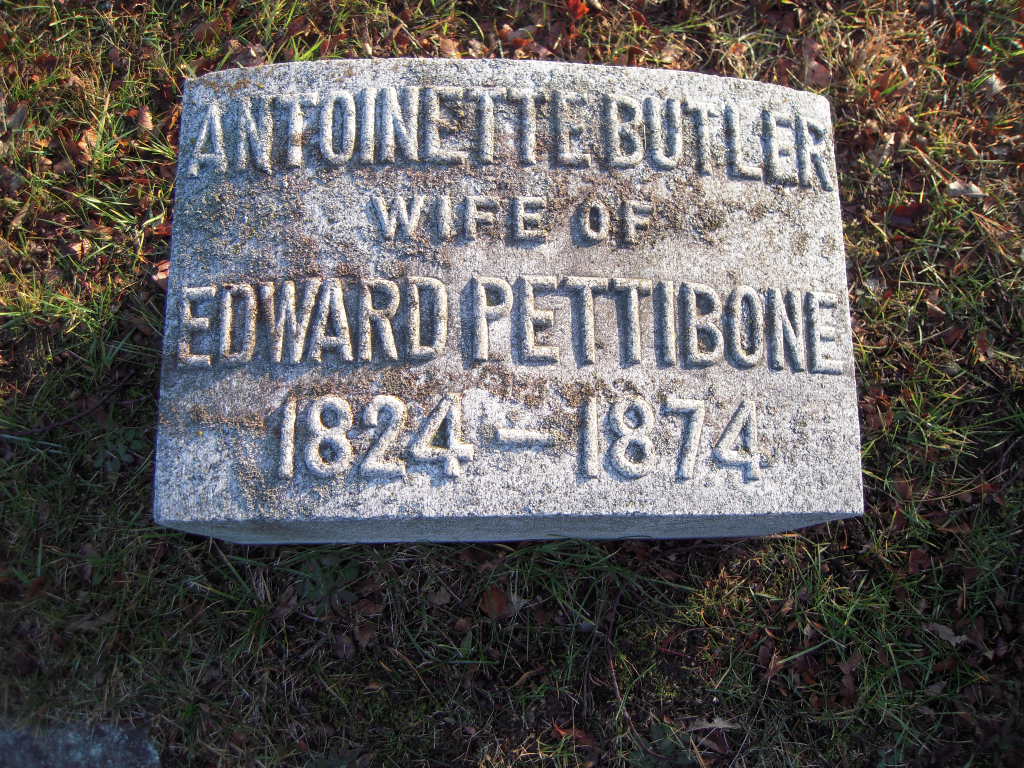 ANTOINETTE BUTLER
WIFE OF
EDWARD PETTIBONE
1824-1874